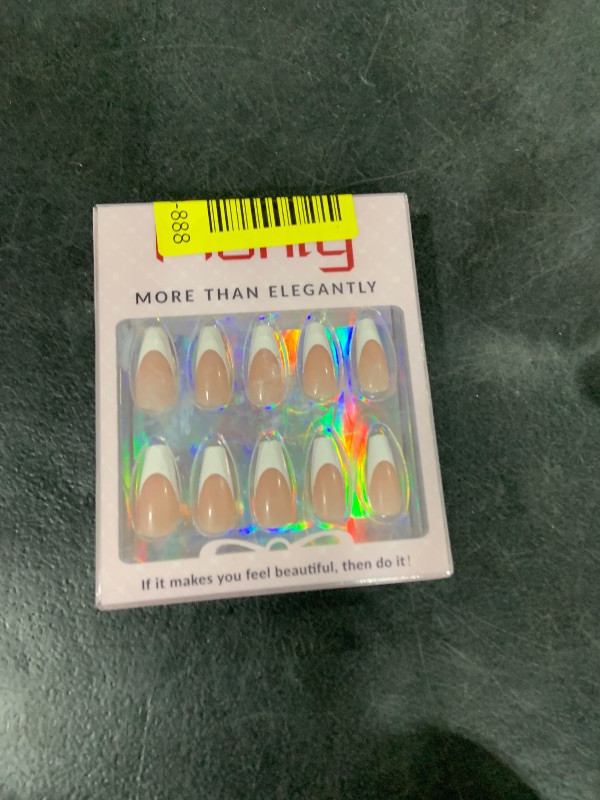 -888
MORE THAN ELEGANTLY
If it makes you feel beautiful, then do it!